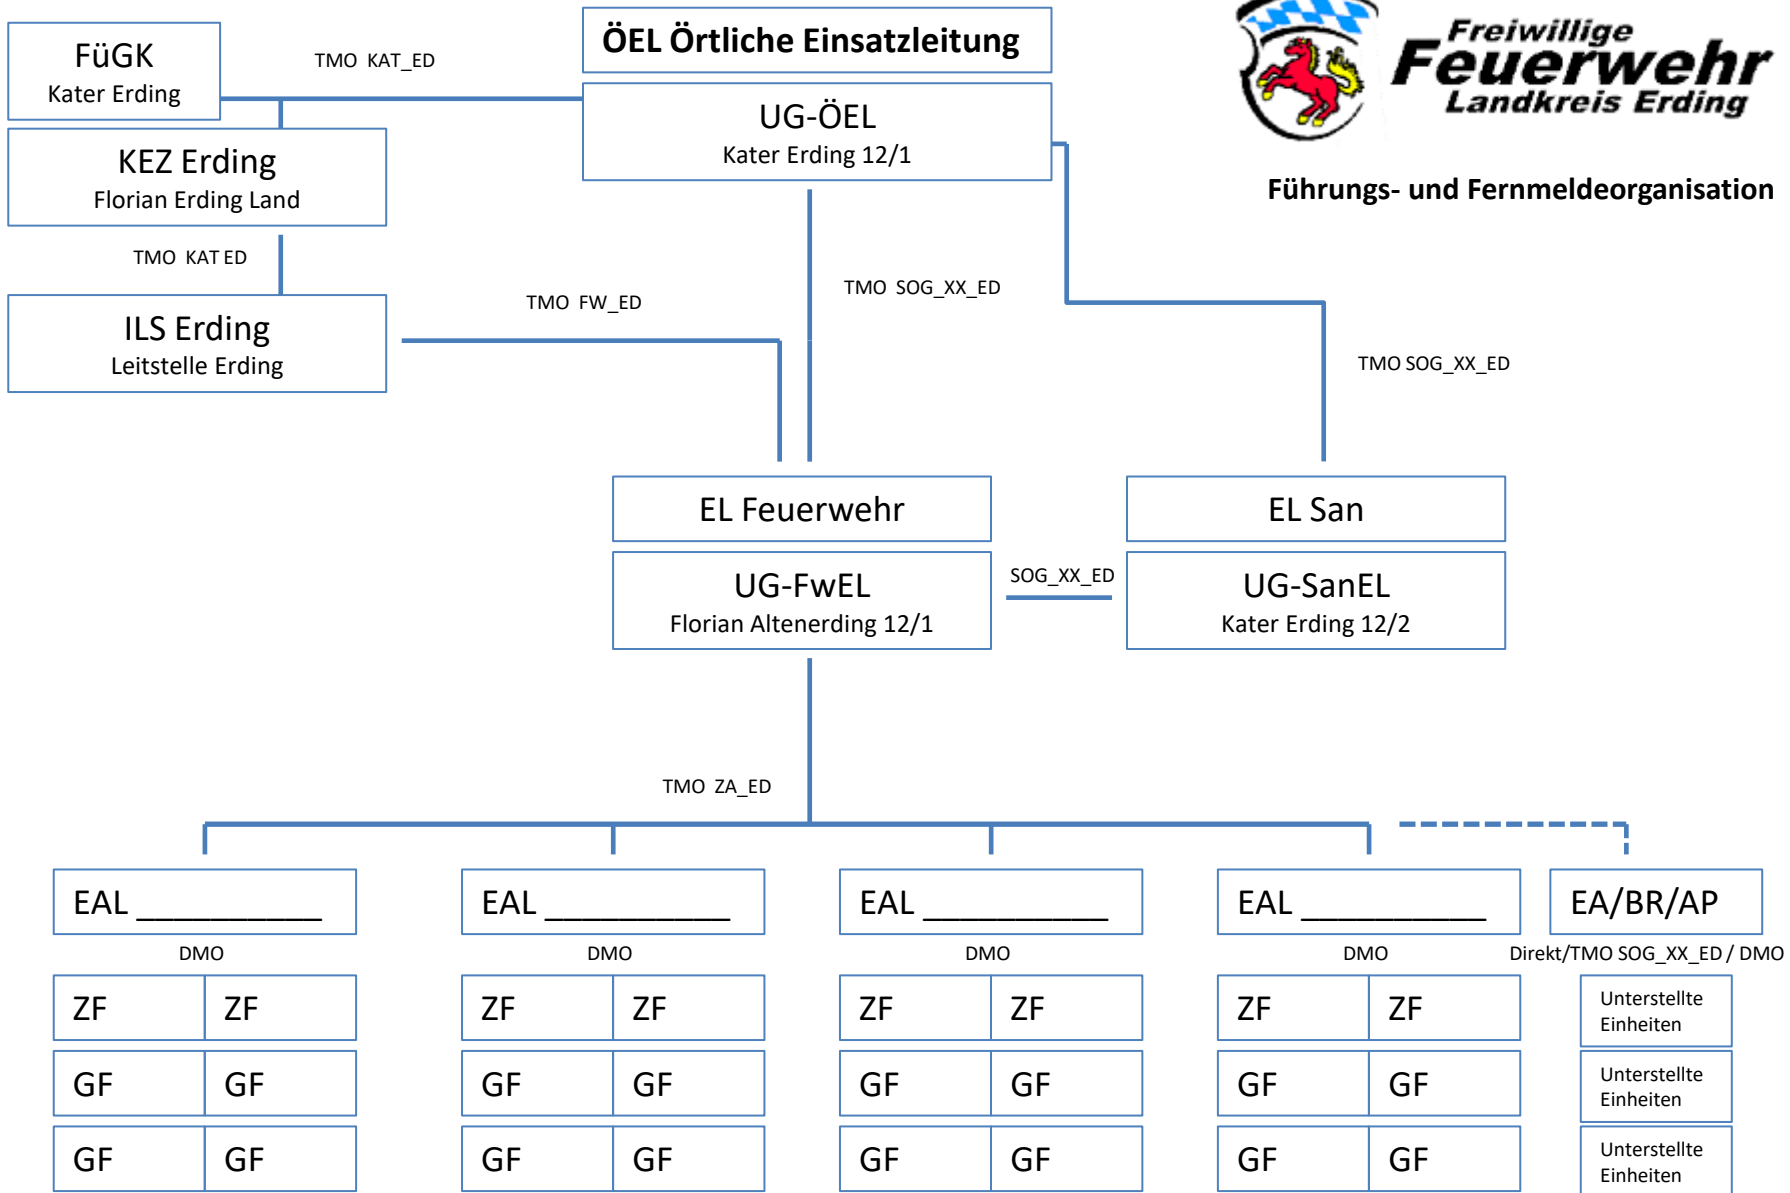 FüGK
Kater Erding
TMO KAT_ED
ÖEL Örtliche Einsatzleitung
UG-ÖEL
Kater Erding 12/1
Freiwillige
Feuerwehr
Landkreis Erding
Führungs- und Fernmeldeorganisation
KEZ Erding
Florian Erding Land
TMO KAT ED
ILS Erding
Leitstelle Erding
TMO FW_ED
TMO SOG_XX_ED
TMO SOG_XX_ED
EL Feuerwehr
EL San
UG-FwEL
Florian Altenerding 12/1
SOG_XX_ED
UG-SanEL
Kater Erding 12/2
TMO ZA_ED
EAL __________
EAL __________
EAL __________
EAL __________
EA/BR/AP
DMO
DMO
DMO
DMO
Direkt/TMO SOG_XX_ED / DMO
ZF ZF
ZF ZF
ZF ZF
ZF ZF
Unterstellte
Einheiten
GF GF
GF GF
GF GF
GF GF
Unterstellte
Einheiten
GF GF
GF GF
GF GF
GF GF
Unterstellte
Einheiten